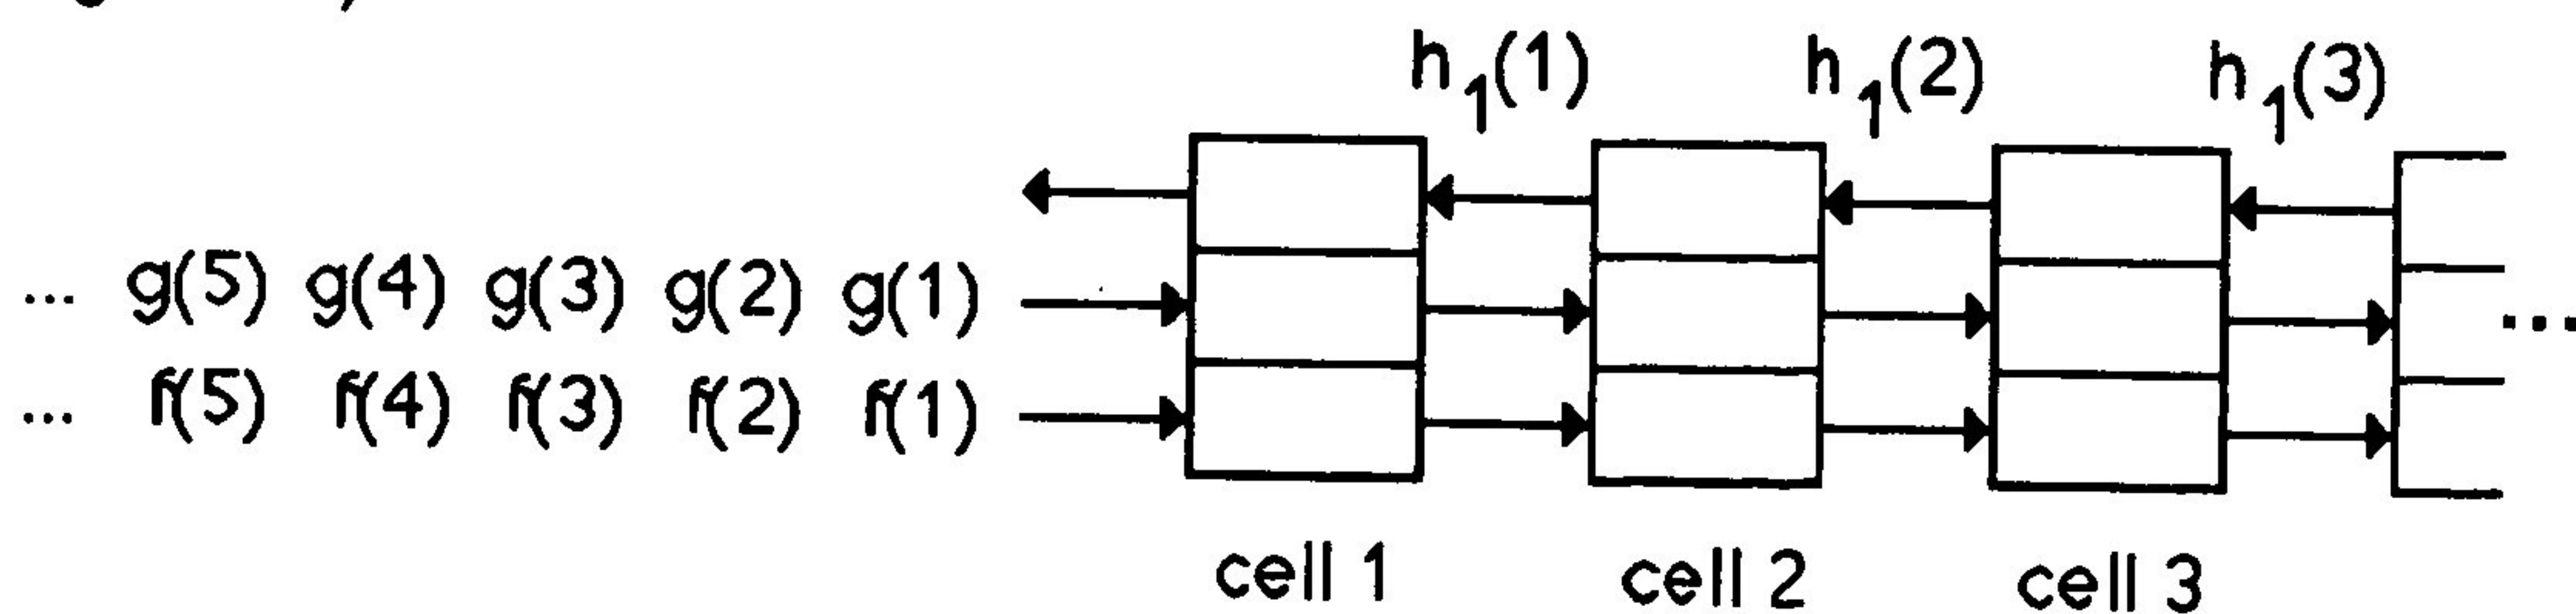 h₁(1) h₁(2) h₁(3)
... g(5) g(4) g(3) g(2) g(1)
... f(5) f(4) f(3) f(2) f(1)
...
cell 1 cell 2 cell 3